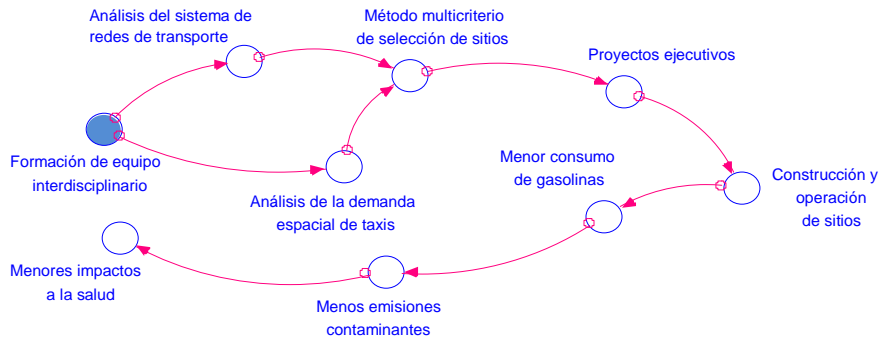 Análisis del sistema de
redes de transporte
Método multicriterio
de selección de sitios
Proyectos ejecutivos
Formación de equipo
interdisciplinario
Análisis de la demanda
espacial de taxis
Menor consumo
de gasolinas
Construcción y
operación
de sitios
Menores impactos
a la salud
Menos emisiones
contaminantes